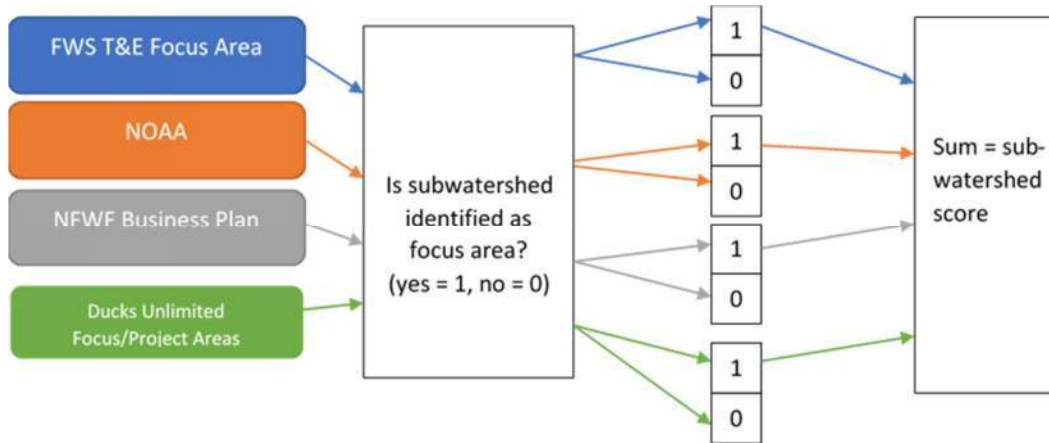 FWS T&E Focus Area
NOAA
NFWF Business Plan
Ducks Unlimited
Focus/Project Areas
Is subwatershed
identified as
focus area?
(yes = 1, no = 0)
1
0
1
0
1
0
1
0
Sum = sub-
watershed
score